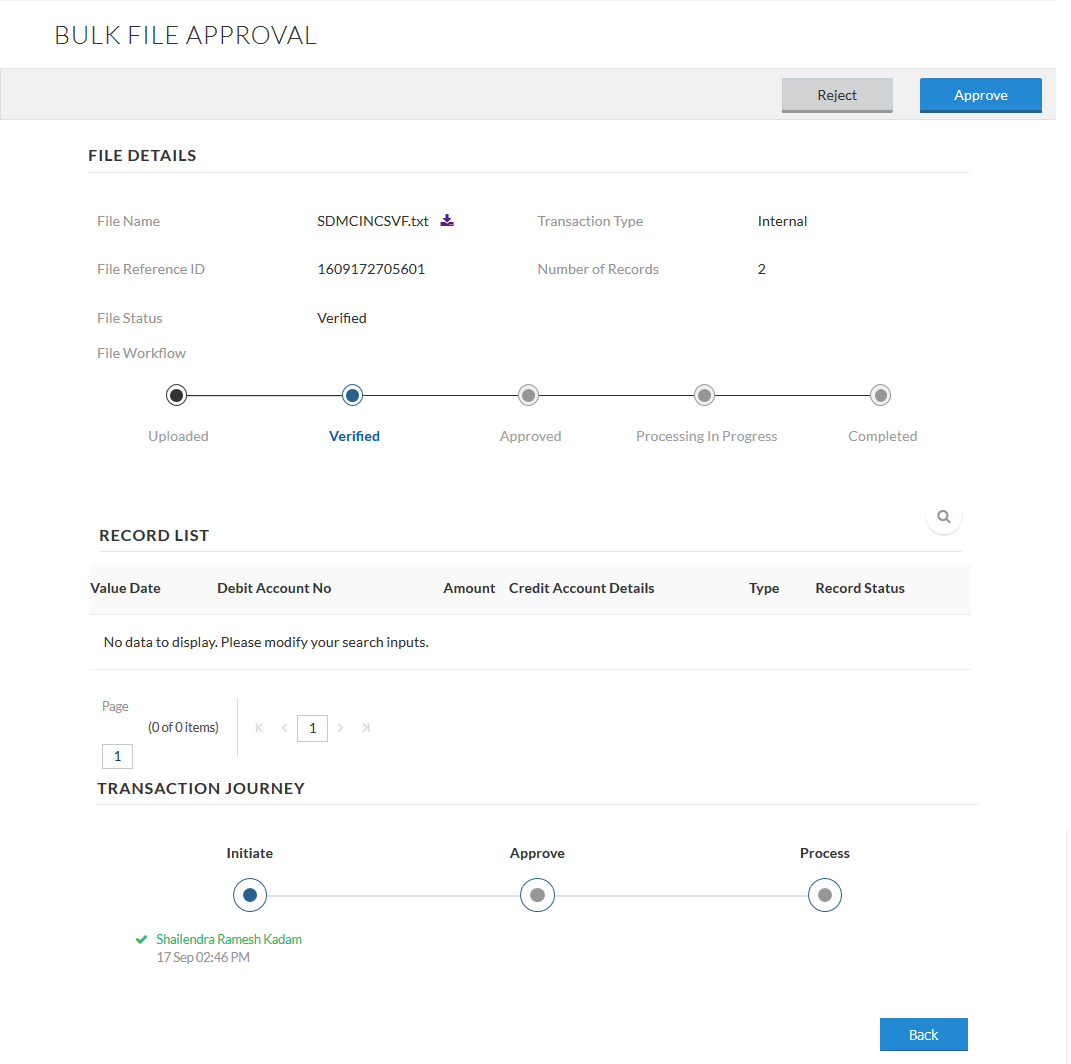 BULK FILE APPROVAL
Reject Approve
FILE DETAILS
File Name SDMCINCSVF.txt Transaction Type Internal
File Reference ID 1609172705601 Number of Records 2
File Status Verified
File Workflow
Uploaded Verified Approved Processing In Progress Completed
RECORD LIST
Value Date Debit Account No Amount Credit Account Details Type Record Status
No data to display. Please modify your search inputs.
Page
(0 of 0 items) 1
1
TRANSACTION JOURNEY
Initiate Approve Process
Shailendra Ramesh Kadam
17 Sep 02:46 PM
Back